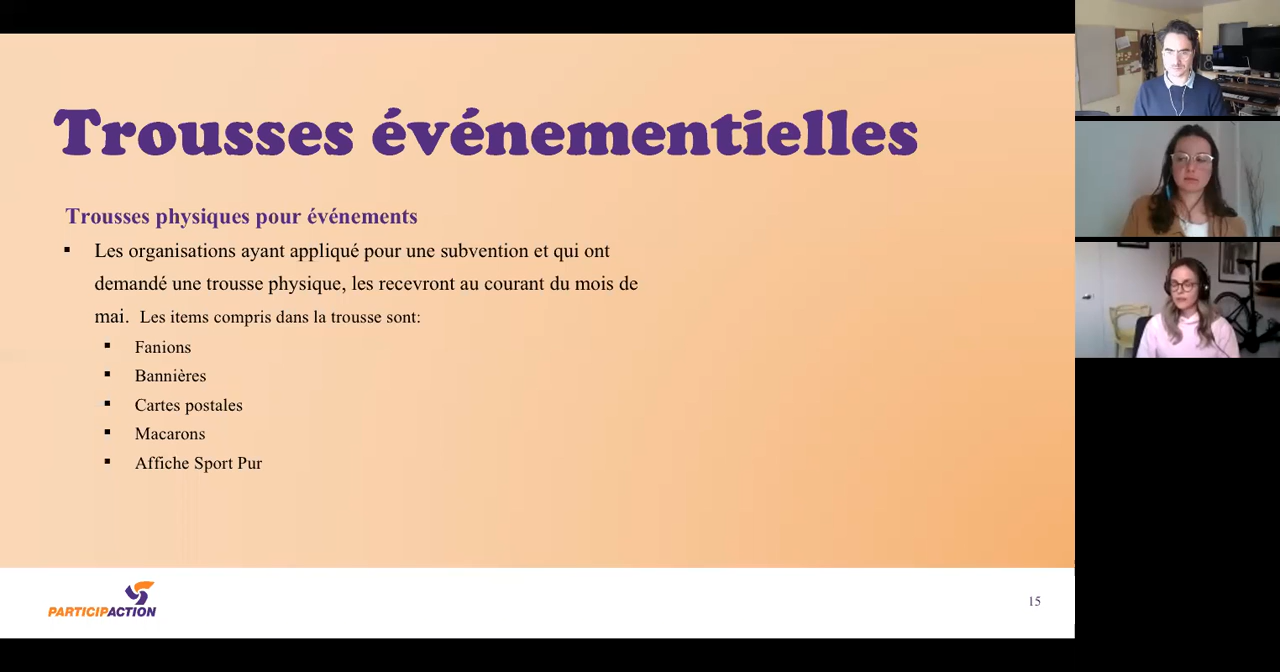 Trousses événementielles
Trousses physiques pour événements
▪ Les organisations ayant appliqué pour une subvention et qui ont
demandé une trousse physique, les recevront au courant du mois de
mai. Les items compris dans la trousse sont:
▪ Fanions
▪ Bannières
▪ Cartes postales
▪ Macarons
▪ Affiche Sport Pur
PARTICIPACTION
15